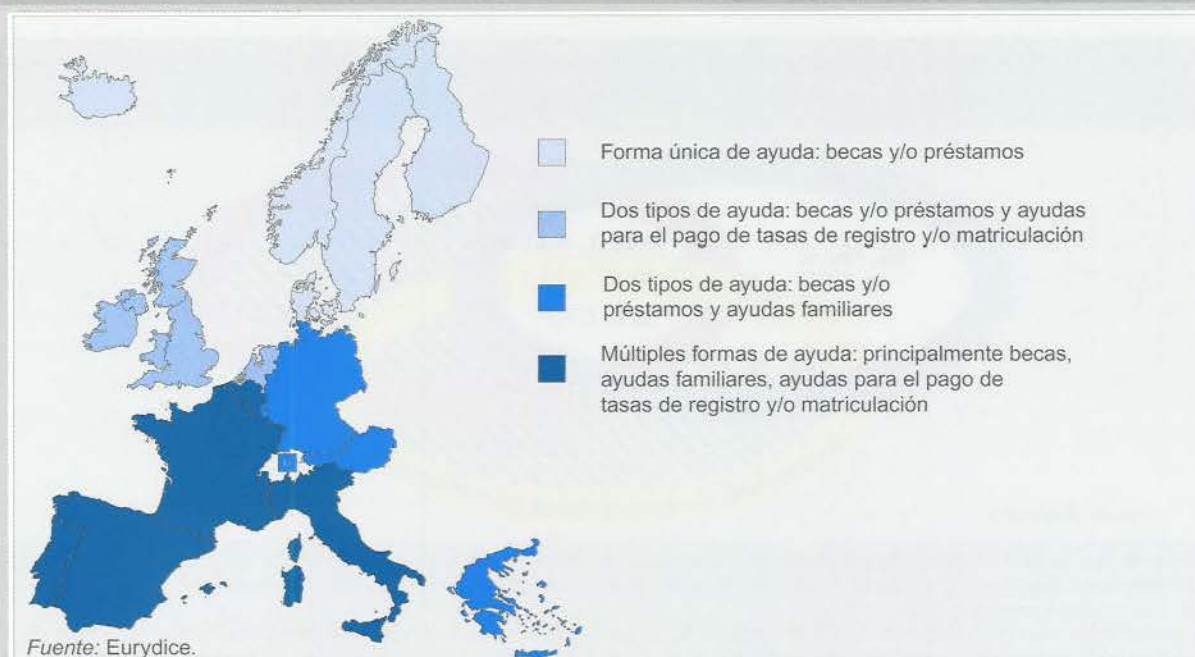 Forma única de ayuda: becas y/o préstamos
Dos tipos de ayuda: becas y/o préstamos y ayudas
para el pago de tasas de registro y/o matriculación
Dos tipos de ayuda: becas y/o
préstamos y ayudas familiares
Múltiples formas de ayuda: principalmente becas,
ayudas familiares, ayudas para el pago de
tasas de registro y/o matriculación
Fuente: Eurydice.